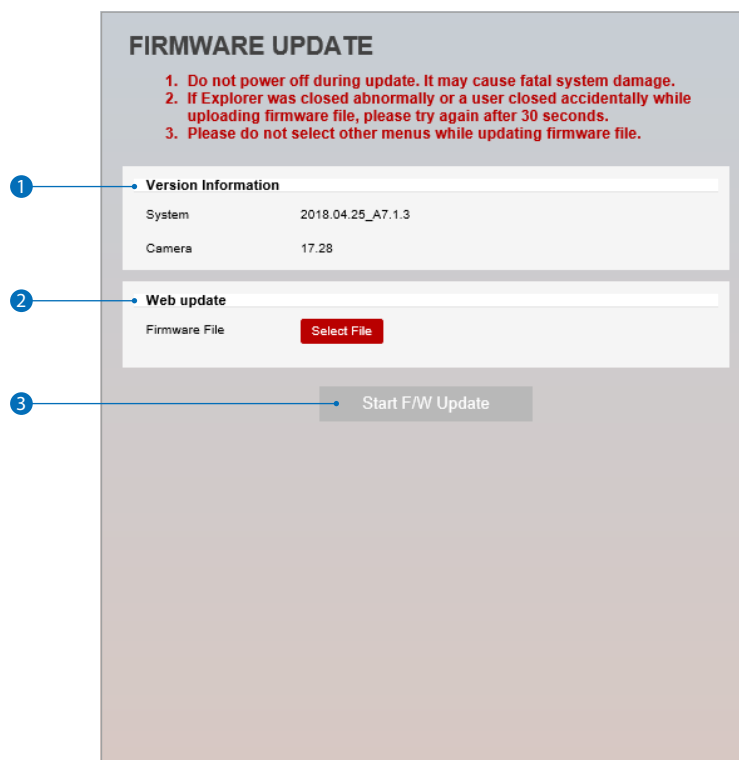 FIRMWARE UPDATE
1. Do not power off during update. It may cause fatal system damage.
2. If Explorer was closed abnormally or a user closed accidentally while
uploading firmware file, please try again after 30 seconds.
3. Please do not select other menus while updating firmware file.
1
Version Information
System 2018.04.25_A7.1.3
Camera 17.28
2
Web update
Firmware File Select File
3
Start F/W Update